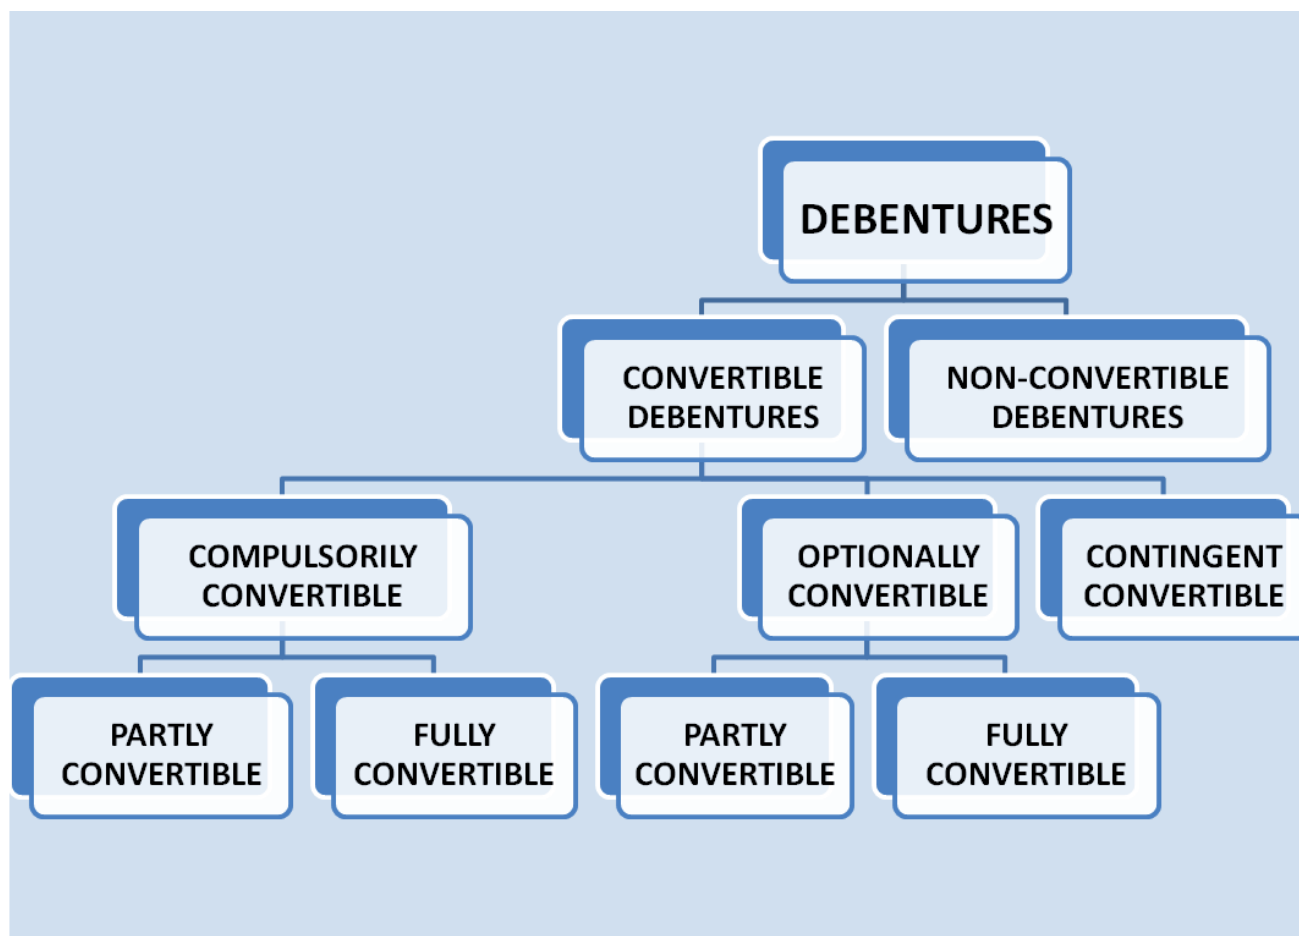 DEBENTURES
CONVERTIBLE
DEBENTURES
NON-CONVERTIBLE
DEBENTURES
COMPULSORILY
CONVERTIBLE
OPTIONALLY
CONVERTIBLE
CONTINGENT
CONVERTIBLE
PARTLY
CONVERTIBLE
FULLY
CONVERTIBLE
PARTLY
CONVERTIBLE
FULLY
CONVERTIBLE